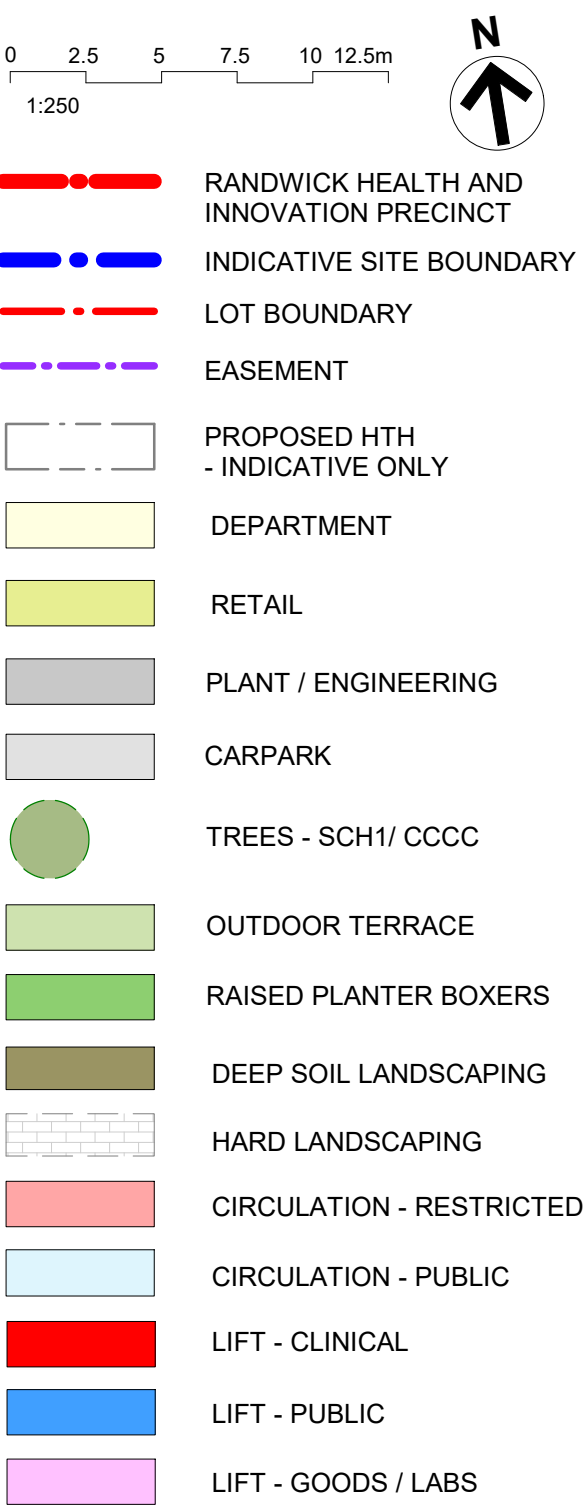 N
0 2.5 5 7.5 10 12.5m
1:250
RANDWICK HEALTH AND
INNOVATION PRECINCT
INDICATIVE SITE BOUNDARY
LOT BOUNDARY
EASEMENT
PROPOSED HTH
- INDICATIVE ONLY
DEPARTMENT
RETAIL
PLANT / ENGINEERING
CARPARK
TREES - SCH1/ CCCC
OUTDOOR TERRACE
RAISED PLANTER BOXERS
DEEP SOIL LANDSCAPING
HARD LANDSCAPING
CIRCULATION - RESTRICTED
CIRCULATION - PUBLIC
LIFT - CLINICAL
LIFT - PUBLIC
LIFT - GOODS / LABS